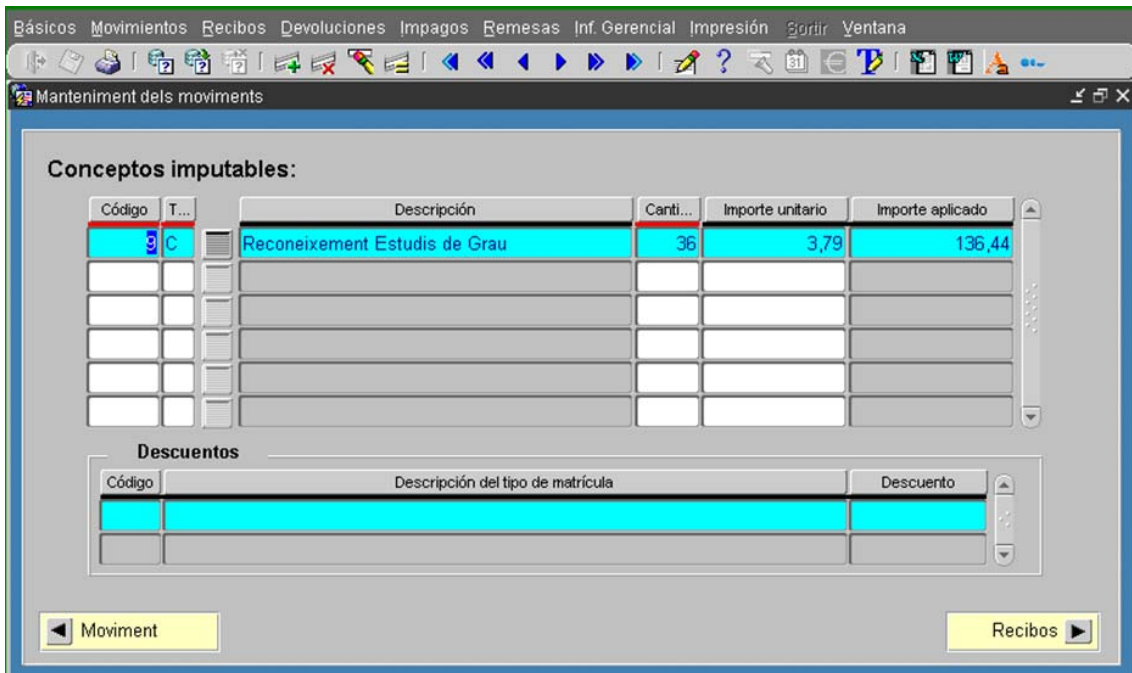 Básicos Movimientos Recibos Devoluciones Impagos Remesas Inf. Gerencial Impresión Sortir Ventana
Manteniment dels moviments
Conceptos imputables:
Código T... Descripción Canti... Importe unitario Importe aplicado
9 C Reconeixement Estudis de Grau 36 3,79 136,44
Descuentos
Código Descripción del tipo de matrícula Descuento
Moviment Recibos